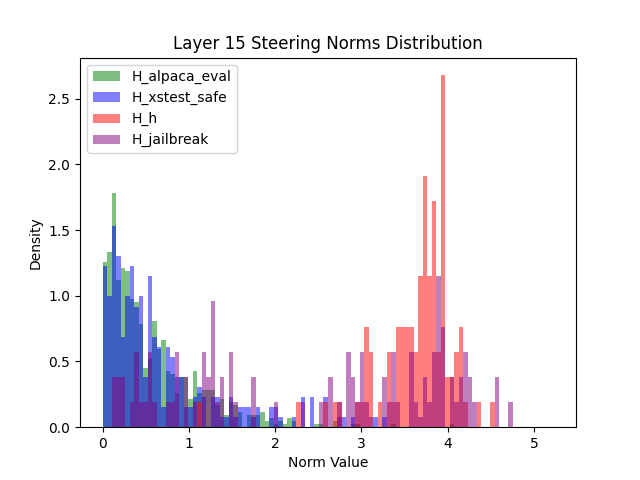 Layer 15 Steering Norms Distribution
H_alpaca_eval
H_xstest_safe
H_h
H_jailbreak
Density
2.5
2.0
1.5
1.0
0.5
0.0
0 1 2 3 4 5
Norm Value